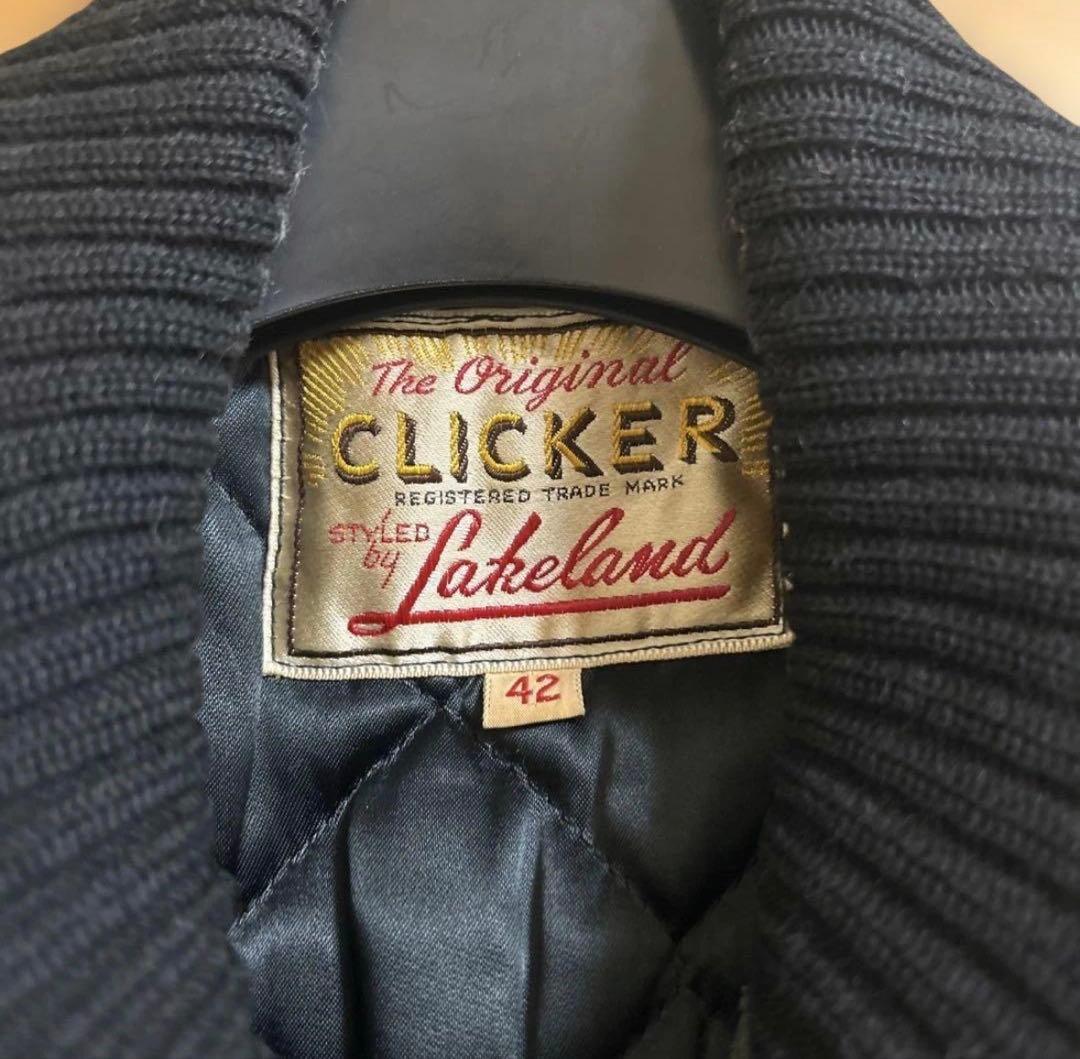 The Original
CLICKER
REGISTERED TRADE MARK
STYLED by Lakeland
42